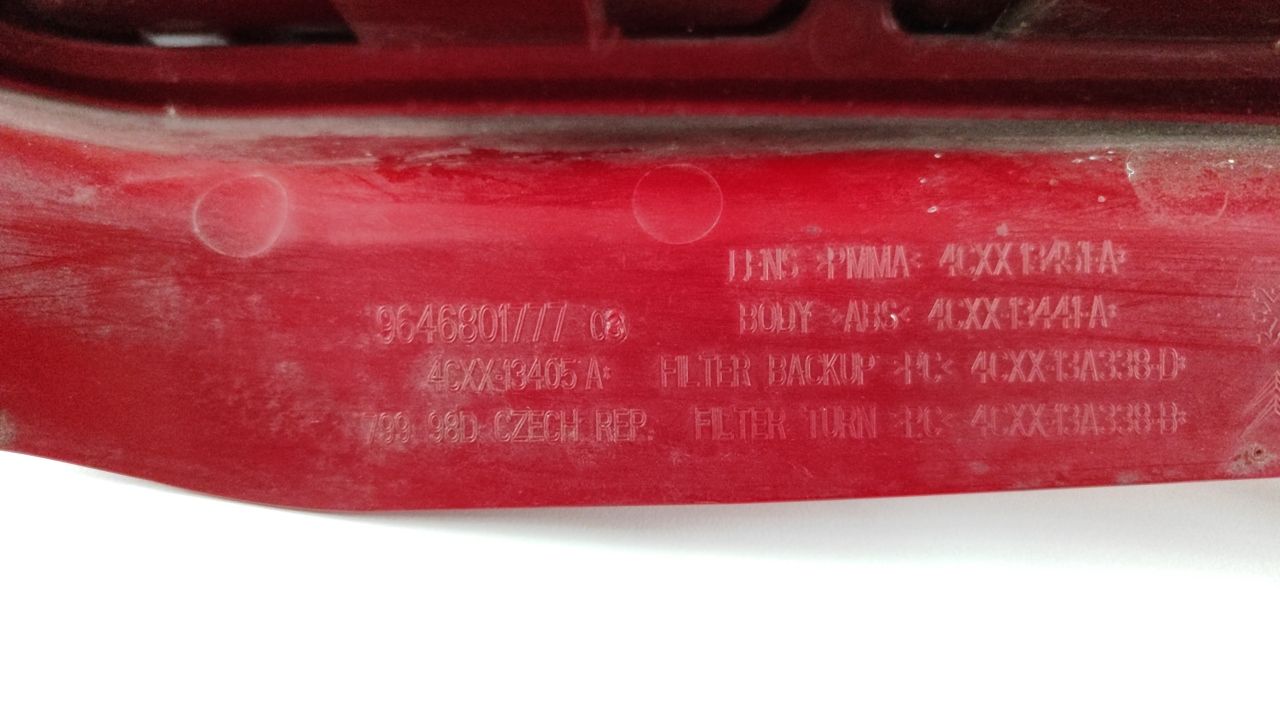 LENS >PMMA< 4CXX-13451-A*
9646801777 03
BODY >ABS< 4CXX-13441-A*
4CXX-13405 A*
FILTER BACKUP >PC< 4CXX-13A338-D*
799 98D CZECH REP.
FILTER TURN >PC< 4CXX-13A338-B*